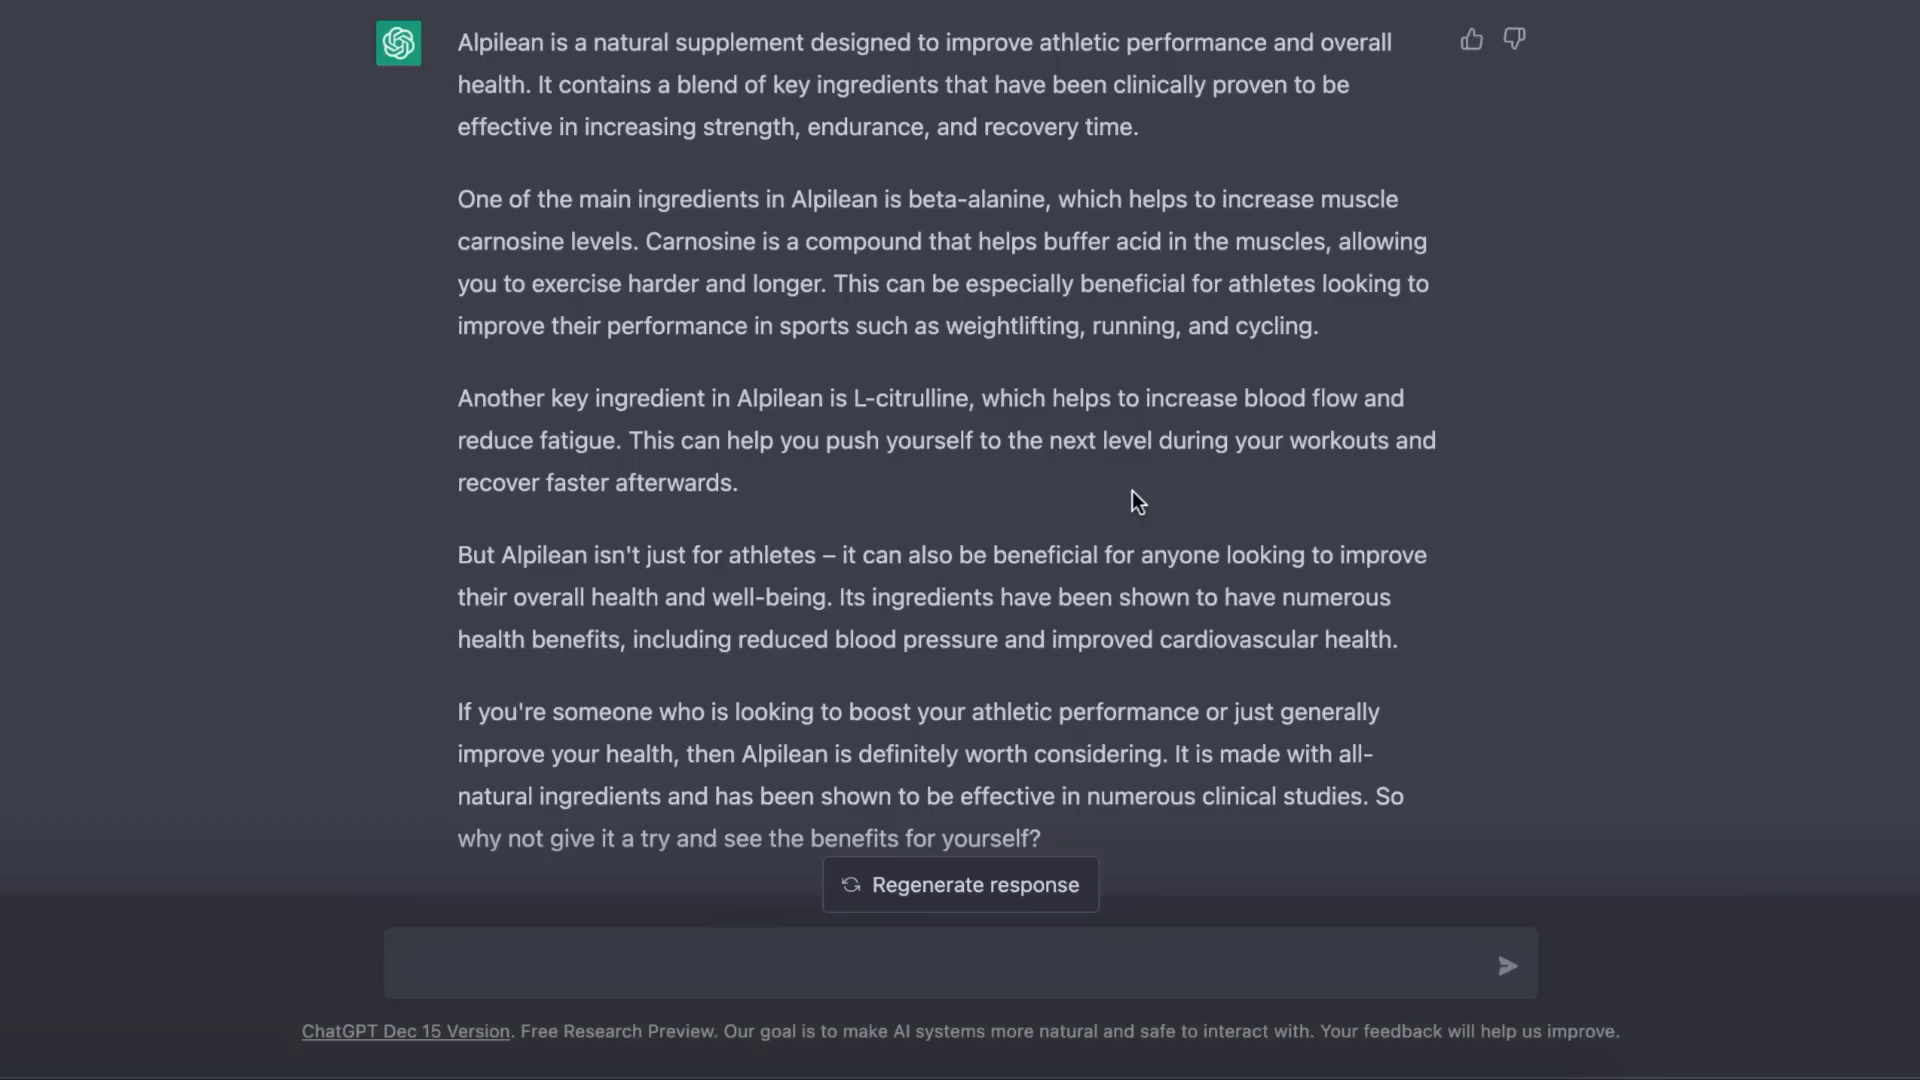 Alpilean is a natural supplement designed to improve athletic performance and overall
health. It contains a blend of key ingredients that have been clinically proven to be
effective in increasing strength, endurance, and recovery time.
One of the main ingredients in Alpilean is beta-alanine, which helps to increase muscle
carnosine levels. Carnosine is a compound that helps buffer acid in the muscles, allowing
you to exercise harder and longer. This can be especially beneficial for athletes looking to
improve their performance in sports such as weightlifting, running, and cycling.
Another key ingredient in Alpilean is L-citrulline, which helps to increase blood flow and
reduce fatigue. This can help you push yourself to the next level during your workouts and
recover faster afterwards.
But Alpilean isn't just for athletes – it can also be beneficial for anyone looking to improve
their overall health and well-being. Its ingredients have been shown to have numerous
health benefits, including reduced blood pressure and improved cardiovascular health.
If you're someone who is looking to boost your athletic performance or just generally
improve your health, then Alpilean is definitely worth considering. It is made with all-
natural ingredients and has been shown to be effective in numerous clinical studies. So
why not give it a try and see the benefits for yourself?
Regenerate response
ChatGPT Dec 15 Version. Free Research Preview. Our goal is to make AI systems more natural and safe to interact with. Your feedback will help us improve.